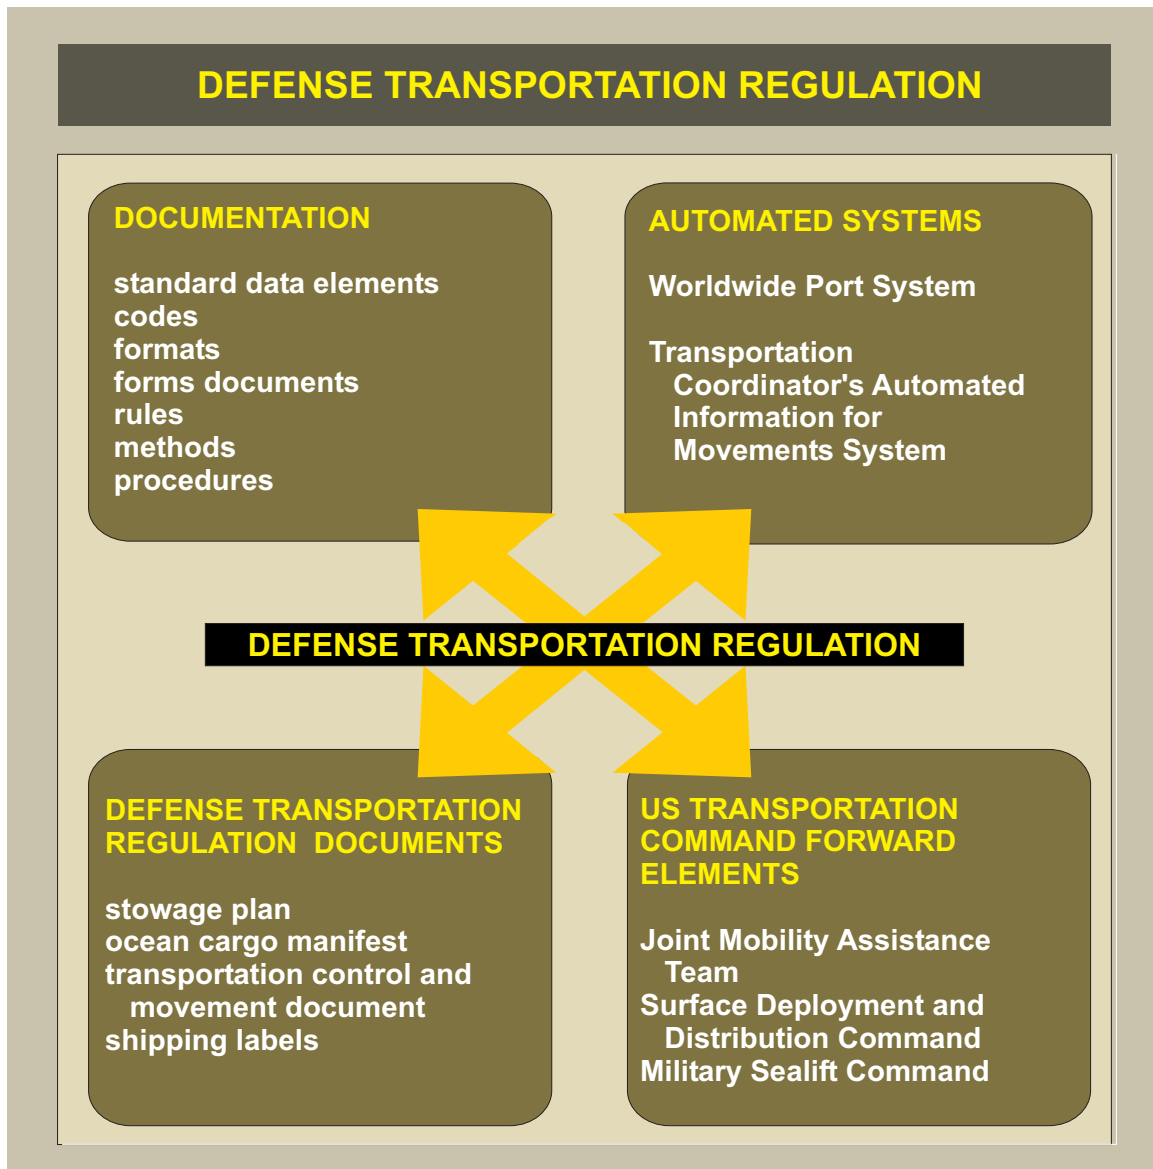 DEFENSE TRANSPORTATION REGULATION
DOCUMENTATION
standard data elements
codes
formats
forms documents
rules
methods
procedures
AUTOMATED SYSTEMS
Worldwide Port System
Transportation
Coordinator's Automated
Information for
Movements System
DEFENSE TRANSPORTATION REGULATION
DEFENSE TRANSPORTATION
REGULATION DOCUMENTS
stowage plan
ocean cargo manifest
transportation control and
movement document
shipping labels
US TRANSPORTATION
COMMAND FORWARD
ELEMENTS
Joint Mobility Assistance
Team
Surface Deployment and
Distribution Command
Military Sealift Command